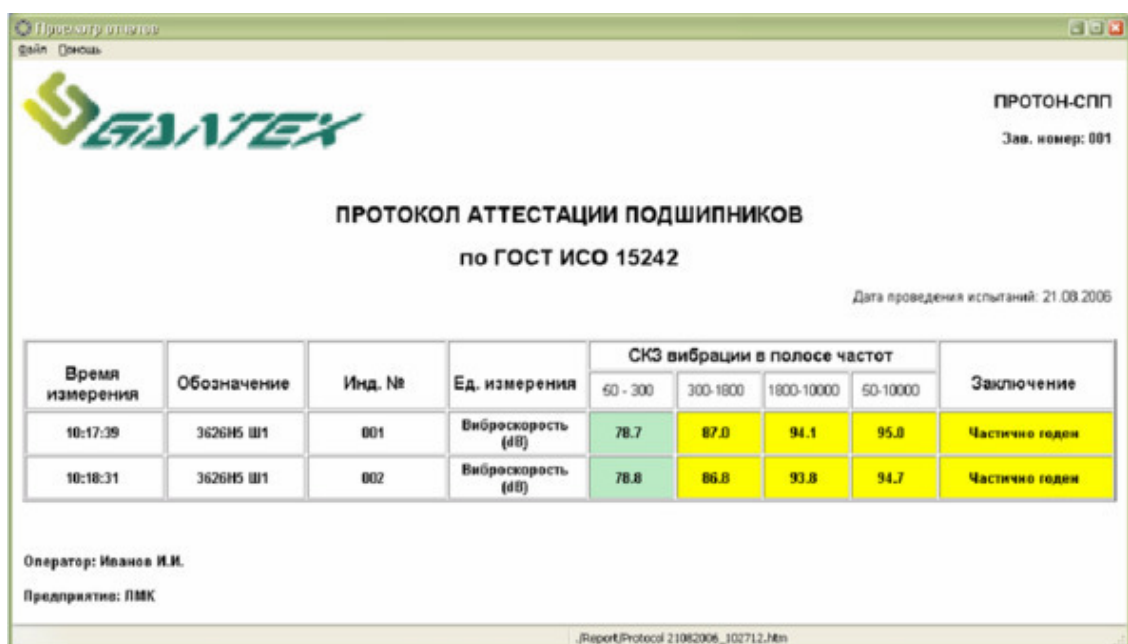 Просмотр отчетов
Файл Помощь
БАЛТЕХ
ПРОТОН-СПП
Зав. номер: 001
ПРОТОКОЛ АТТЕСТАЦИИ ПОДШИПНИКОВ
по ГОСТ ИСО 15242
Дата проведения испытаний: 21.08.2006
Время измерения Обозначение Инд. № Ед. измерения СКЗ вибрации в полосе частот Заключение
50 - 300 300-1800 1800-10000 50-10000
10:17:39 3626Н5 Ш1 001 Виброскорость (dB) 78.7 87.0 94.1 95.0 Частично годен
10:18:31 3626Н5 Ш1 002 Виброскорость (dB) 78.8 86.8 93.8 94.7 Частично годен
Оператор: Иванов И.И.
Предприятие: ПМК
./Report/Protocol 21082006_102712.htm